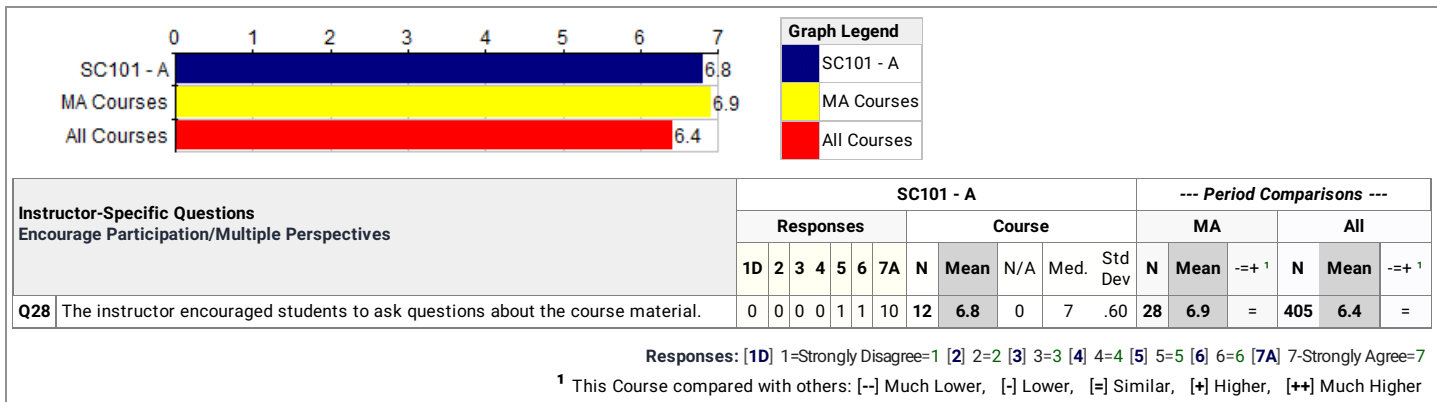 0 1 2 3 4 5 6 7
SC101 - A 6.8
MA Courses 6.9
All Courses 6.4
Graph Legend
SC101 - A
MA Courses
All Courses
Instructor-Specific Questions
Encourage Participation/Multiple Perspectives
SC101 - A --- Period Comparisons ---
Responses Course MA All
1D 2 3 4 5 6 7A N Mean N/A Med. Std Dev N Mean -=+ ¹ N Mean -=+ ¹
Q28 The instructor encouraged students to ask questions about the course material. 0 0 0 0 1 1 10 12 6.8 0 7 .60 28 6.9 = 405 6.4 =
Responses: [1D] 1=Strongly Disagree=1 [2] 2=2 [3] 3=3 [4] 4=4 [5] 5=5 [6] 6=6 [7A] 7-Strongly Agree=7
¹ This Course compared with others: [--] Much Lower, [-] Lower, [=] Similar, [+] Higher, [++] Much Higher